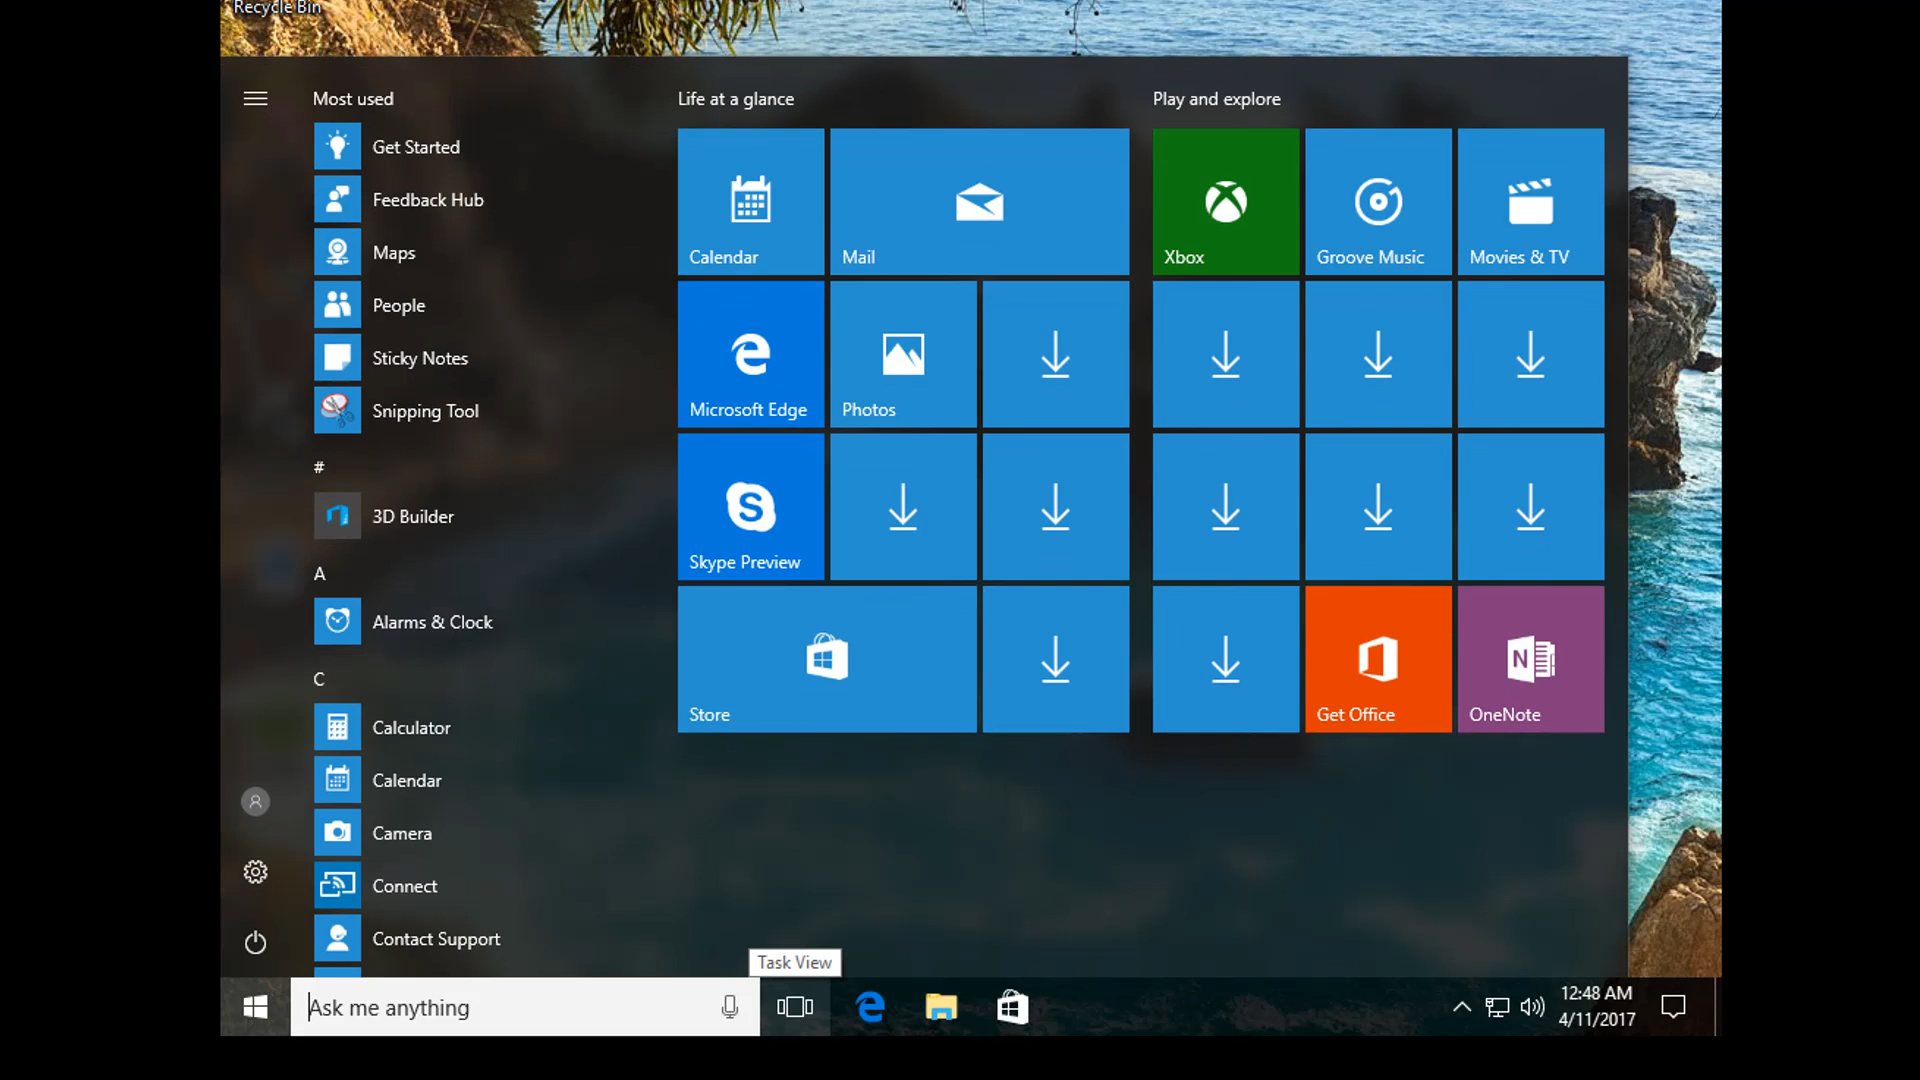 Recycle Bin
Most used
Get Started
Feedback Hub
Maps
People
Sticky Notes
Snipping Tool
#
3D Builder
A
Alarms & Clock
C
Calculator
Calendar
Camera
Connect
Contact Support
Life at a glance
Calendar
Mail
Microsoft Edge
Photos
Skype Preview
Store
Play and explore
Xbox
Groove Music
Movies & TV
Get Office
OneNote
Task View
Ask me anything
12:48 AM
4/11/2017